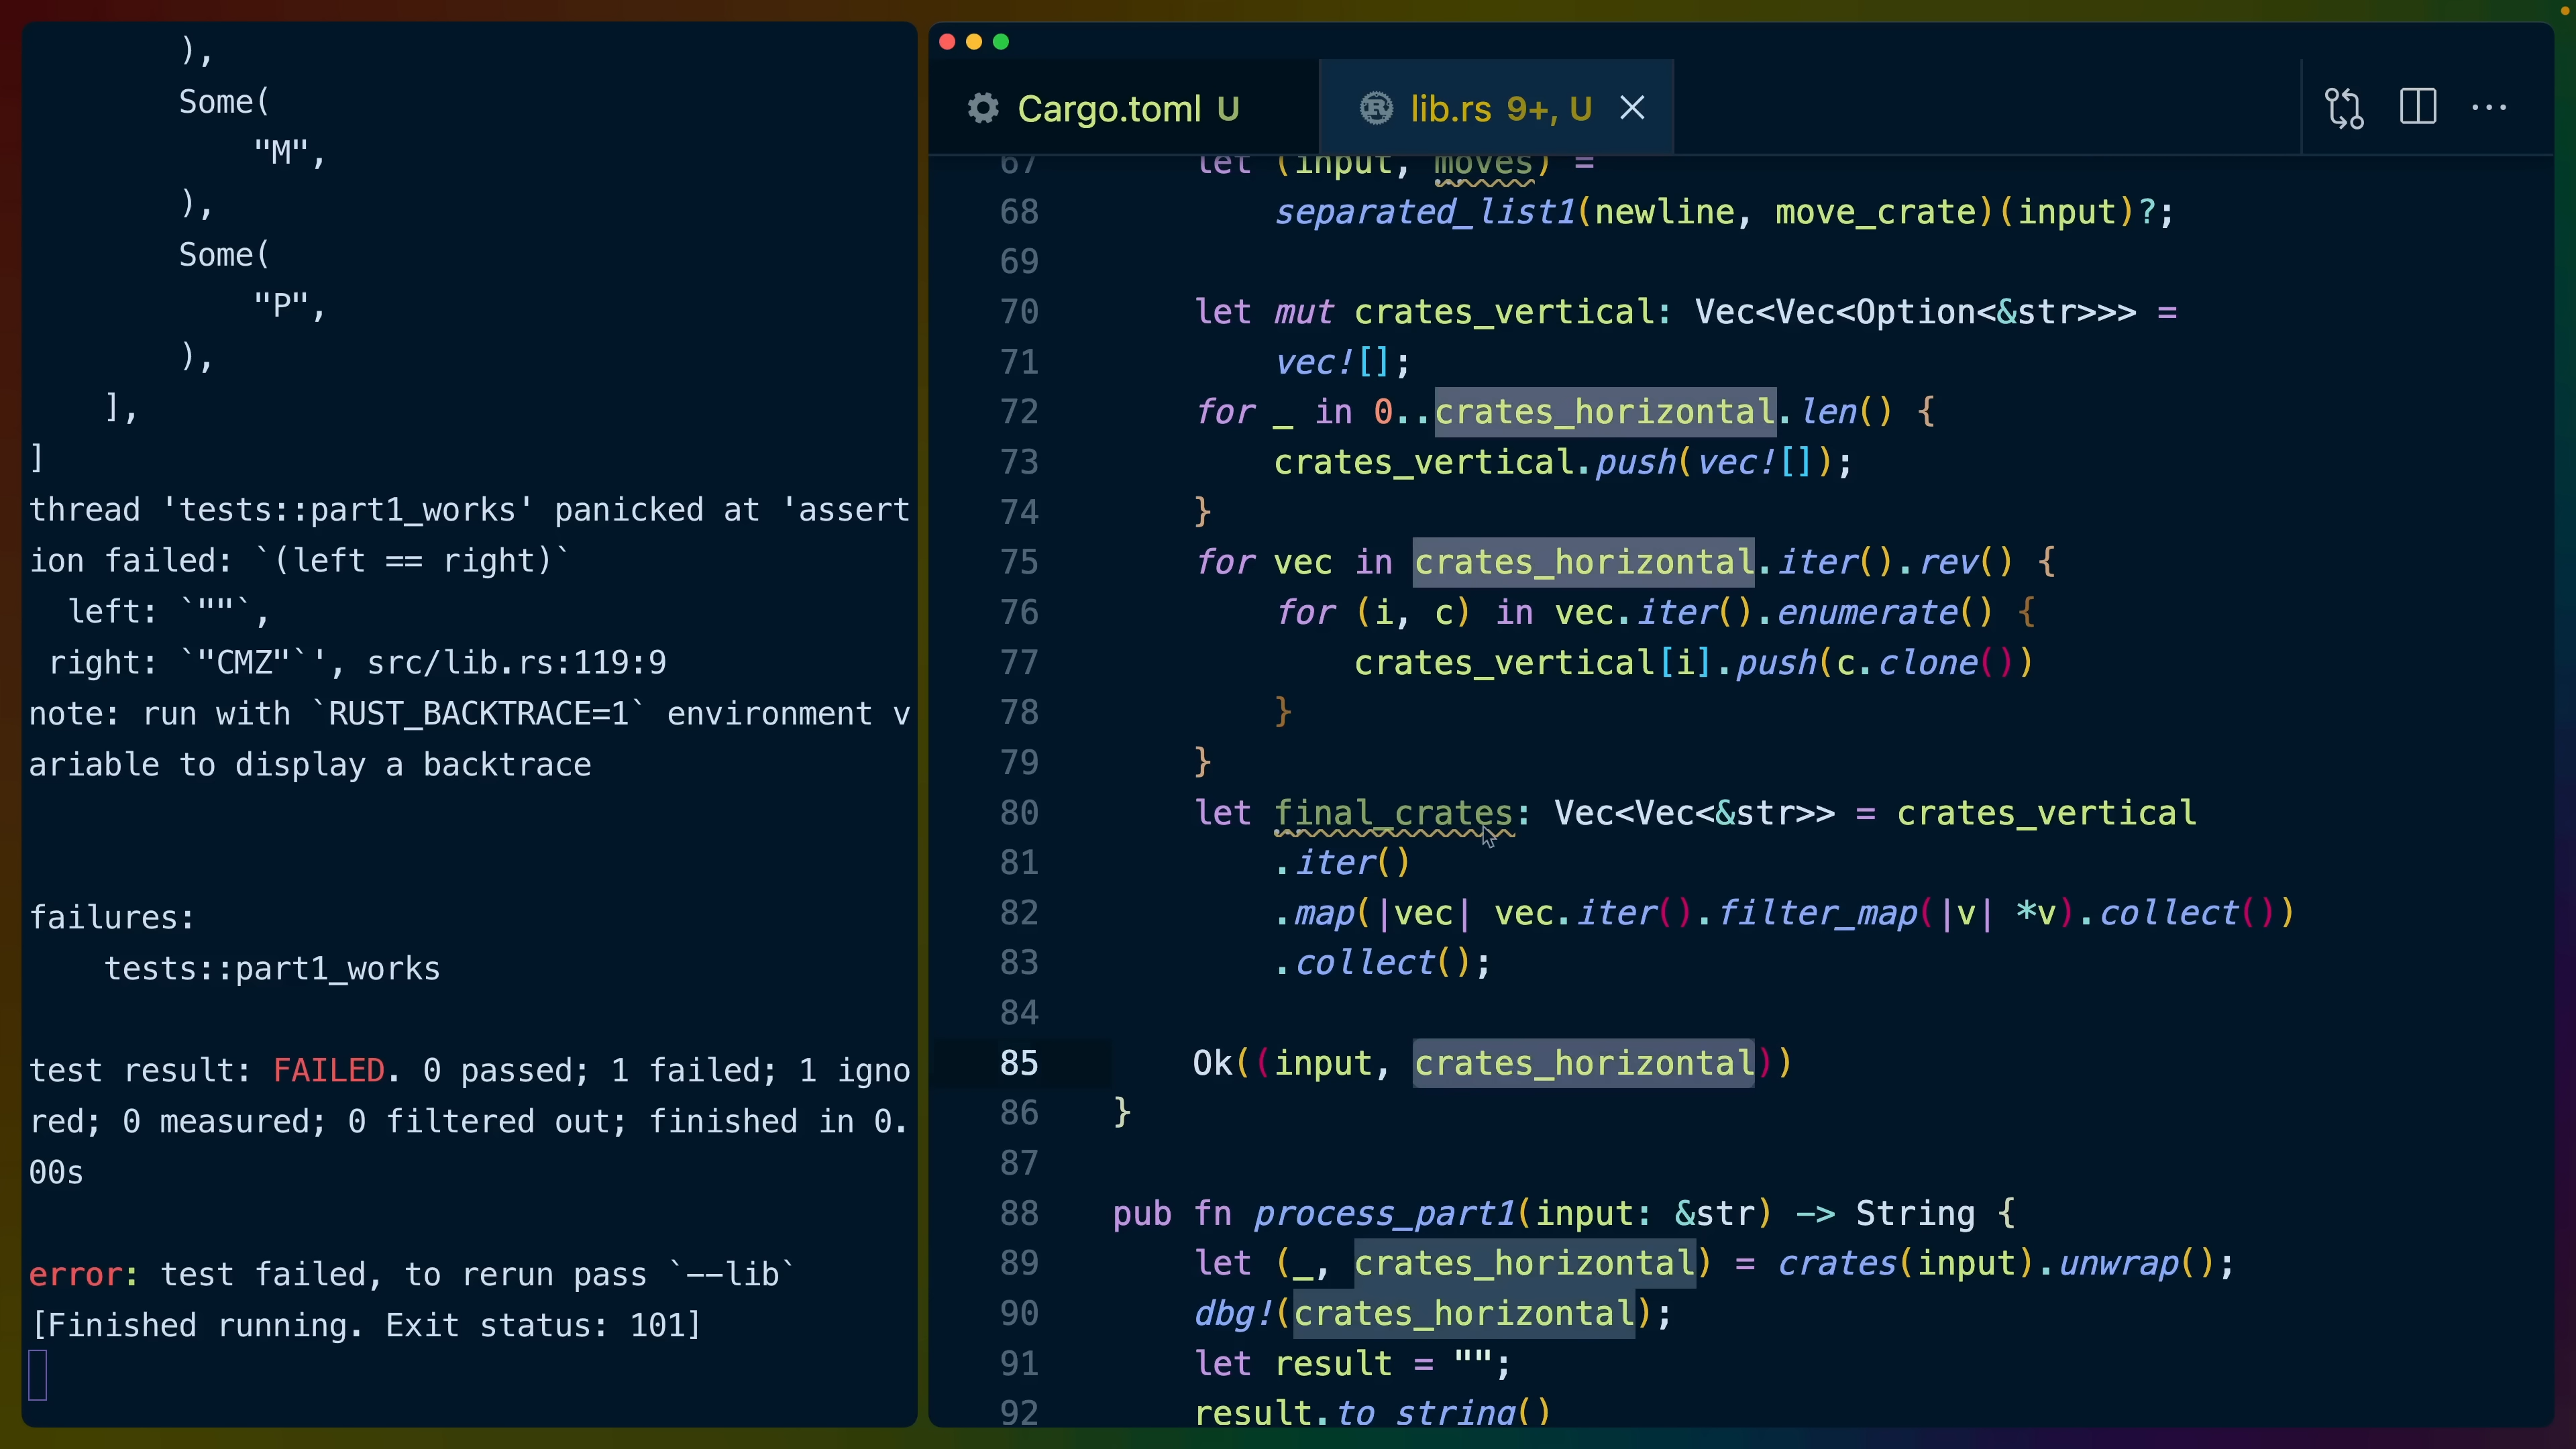 ),
Some(
"M",
),
Some(
"P",
),
],
]
thread 'tests::part1_works' panicked at 'assert
ion failed: `(left == right)`
left: `""`,
right: `"CMZ"`', src/lib.rs:119:9
note: run with `RUST_BACKTRACE=1` environment v
ariable to display a backtrace
failures:
tests::part1_works
test result: FAILED. 0 passed; 1 failed; 1 igno
red; 0 measured; 0 filtered out; finished in 0.
00s
error: test failed, to rerun pass `--lib`
[Finished running. Exit status: 101]
Cargo.toml U
lib.rs 9+, U
67 let (input, moves) =
68 separated_list1(newline, move_crate)(input)?;
69
70 let mut crates_vertical: Vec<Vec<Option<&str>>> =
71 vec![];
72 for _ in 0..crates_horizontal.len() {
73 crates_vertical.push(vec![]);
74 }
75 for vec in crates_horizontal.iter().rev() {
76 for (i, c) in vec.iter().enumerate() {
77 crates_vertical[i].push(c.clone())
78 }
79 }
80 let final_crates: Vec<Vec<&str>> = crates_vertical
81 .iter()
82 .map(|vec| vec.iter().filter_map(|v| *v).collect())
83 .collect();
84
85 Ok((input, crates_horizontal))
86 }
87
88 pub fn process_part1(input: &str) -> String {
89 let (_, crates_horizontal) = crates(input).unwrap();
90 dbg!(crates_horizontal);
91 let result = "";
92 result.to_string()